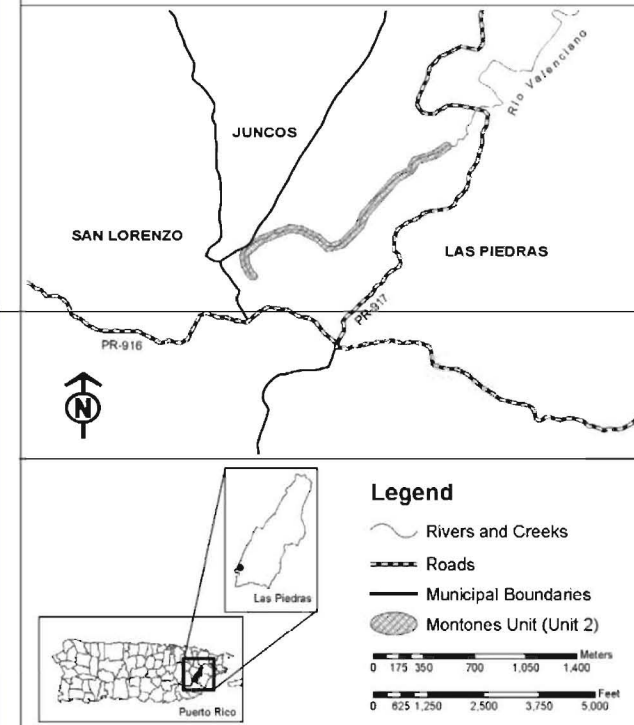 Río Valenciano
JUNCOS
SAN LORENZO
LAS PIEDRAS
PR-917
PR-916
N
Legend
Rivers and Creeks
Roads
Municipal Boundaries
Montones Unit (Unit 2)
Las Piedras
Puerto Rico
Meters
0 175 350 700 1,050 1,400
Feet
0 625 1,250 2,500 3,750 5,000